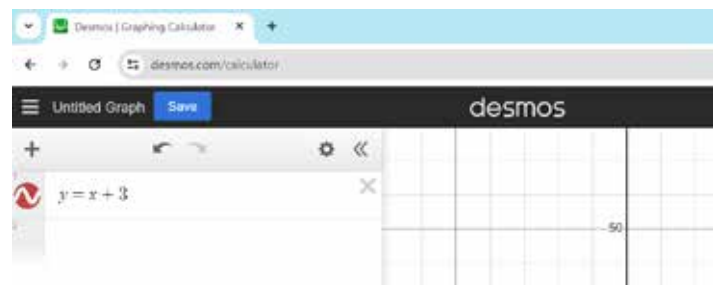 Desmos | Graphing Calculator
desmos.com/calculator
Untitled Graph Save desmos
y = x + 3
50